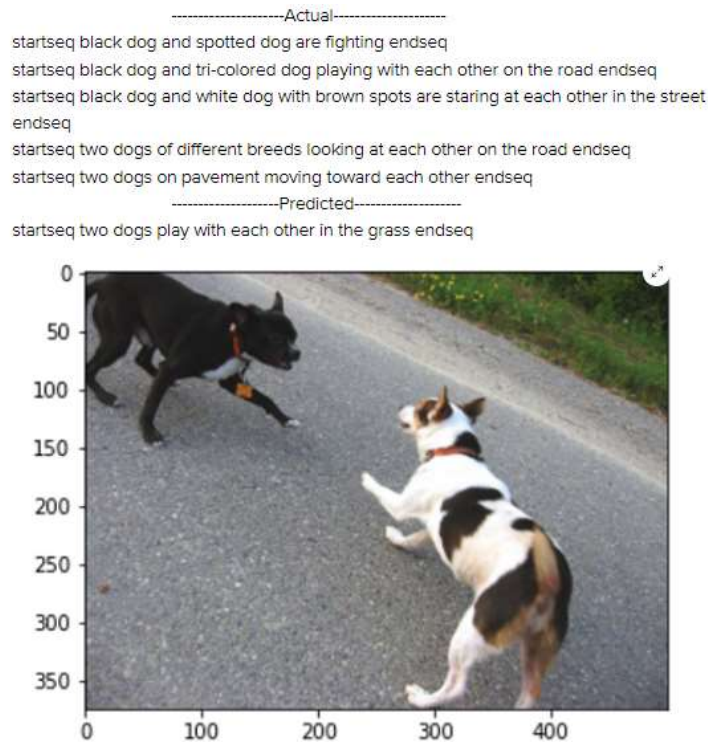 ---------------------Actual---------------------
startseq black dog and spotted dog are fighting endseq
startseq black dog and tri-colored dog playing with each other on the road endseq
startseq black dog and white dog with brown spots are staring at each other in the street
endseq
startseq two dogs of different breeds looking at each other on the road endseq
startseq two dogs on pavement moving toward each other endseq
--------------------Predicted--------------------
startseq two dogs play with each other in the grass endseq
0
50
100
150
200
250
300
350
0 100 200 300 400